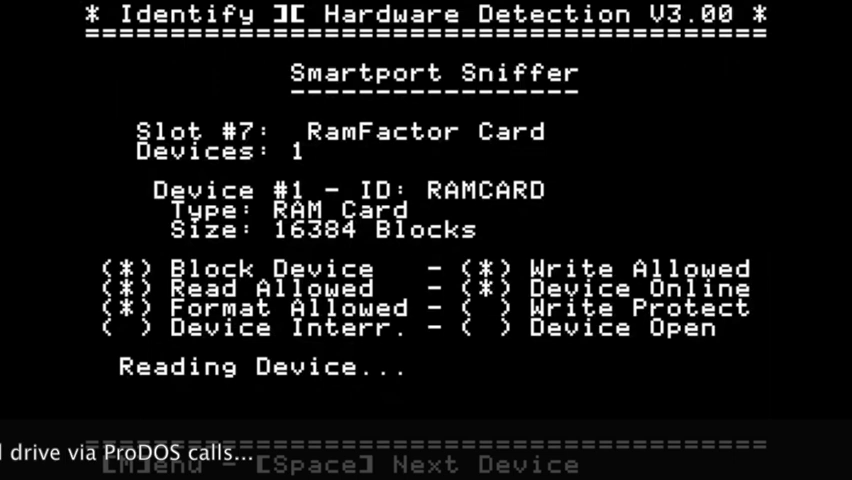 * Identify ][ Hardware Detection V3.00 *
========================================
Smartport Sniffer
-----------------
Slot #7:  RamFactor Card
Devices: 1
Device #1 - ID: RAMCARD
Type: RAM Card
Size: 16384 Blocks
(*) Block Device   - (*) Write Allowed
(*) Read Allowed   - (*) Device Online
(*) Format Allowed - ( ) Write Protect
( ) Device Interr. - ( ) Device Open
Reading Device...
========================================
drive via ProDOS calls...
[M]enu - [Space] Next Device